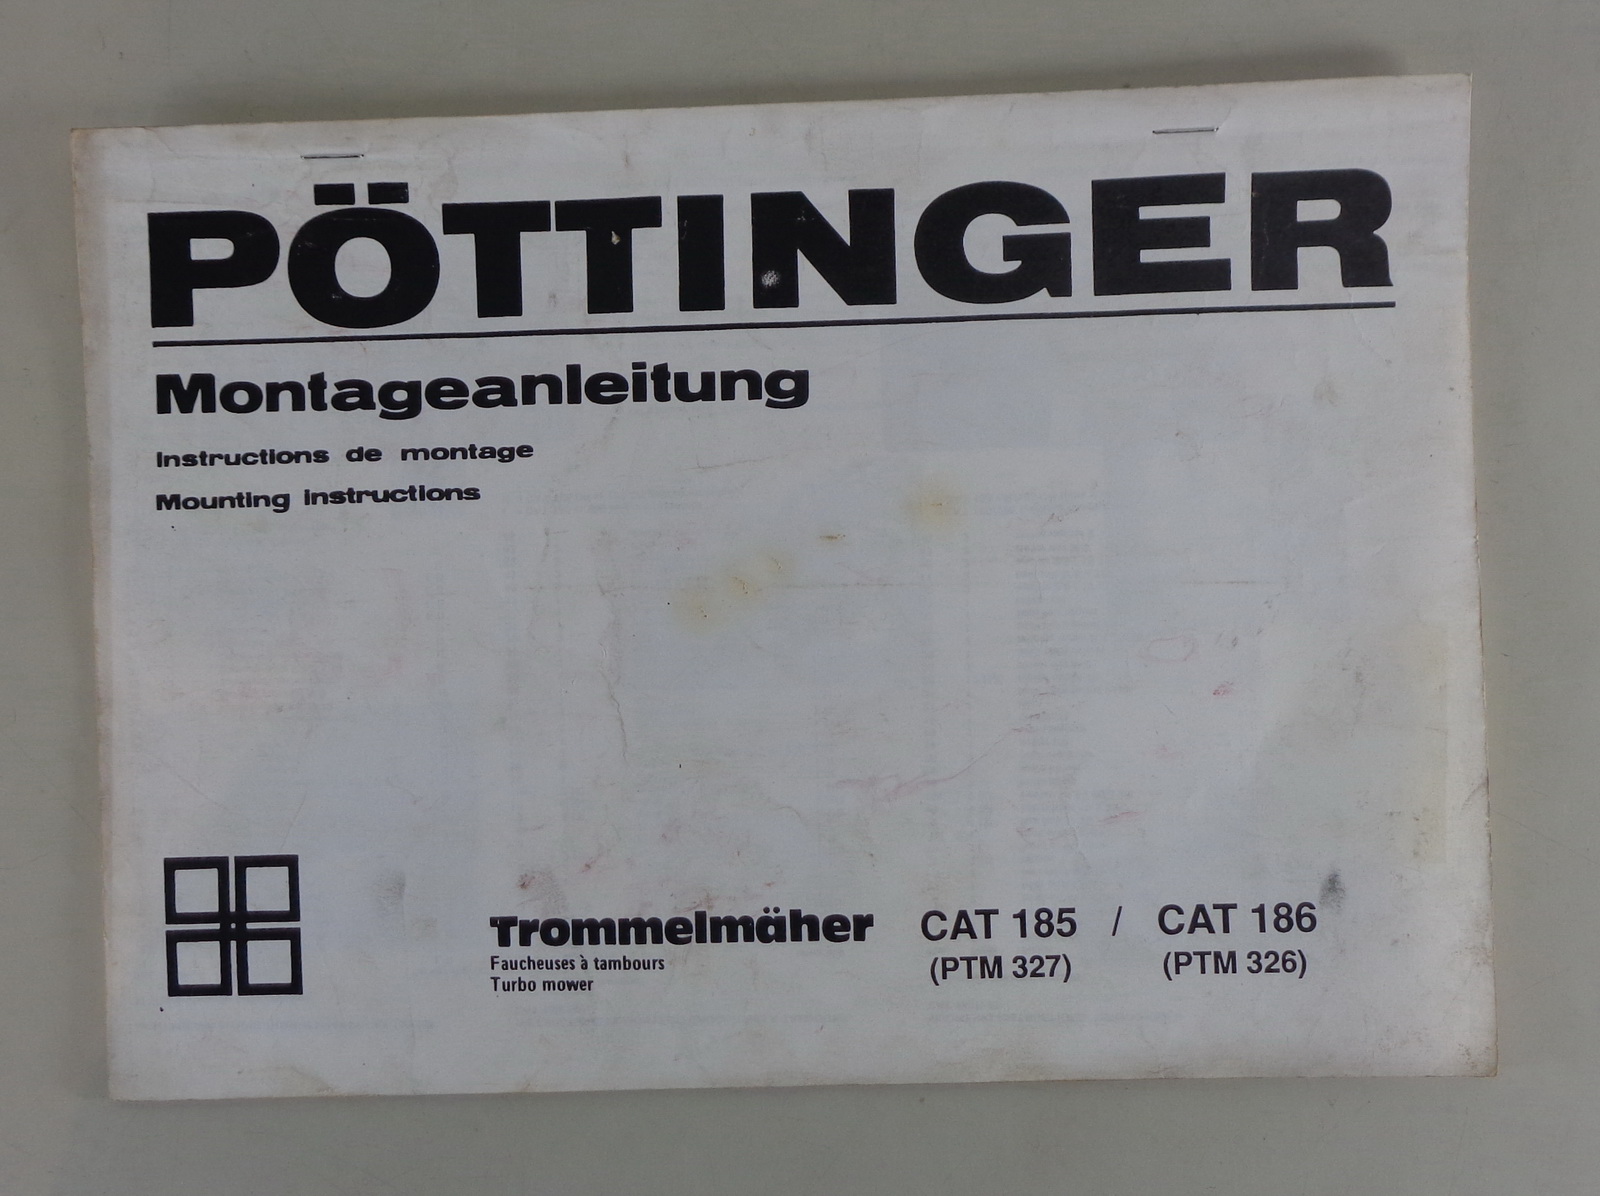 PÖTTINGER
Montageanleitung
Instructions de montage
Mounting instructions
Trommelmäher CAT 185 / CAT 186
Faucheuses à tambours (PTM 327) (PTM 326)
Turbo mower